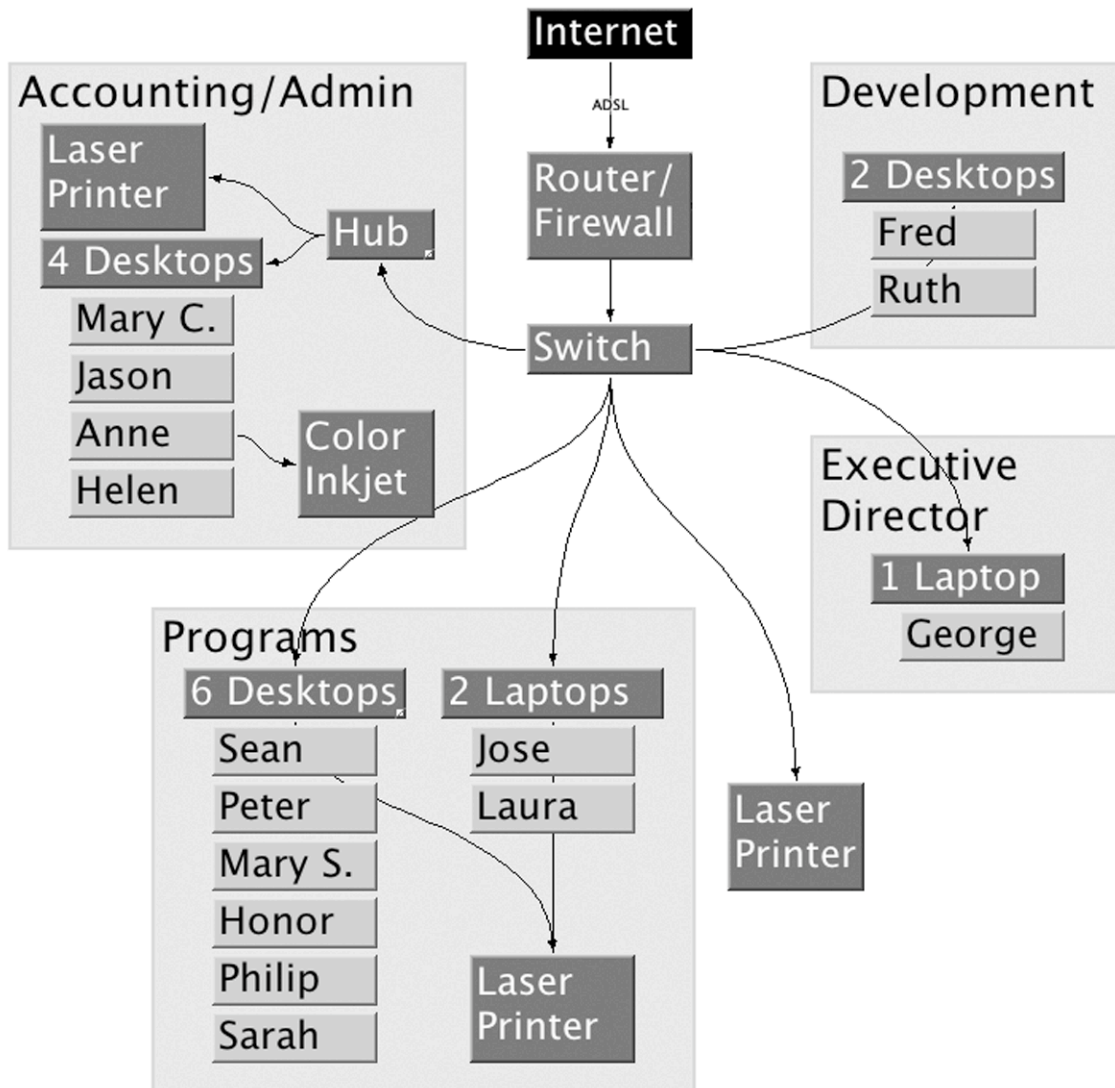 Internet
ADSL
Router/
Firewall
Switch
Accounting/Admin
Laser
Printer
Hub
4 Desktops
Mary C.
Jason
Anne
Helen
Color
Inkjet
Development
2 Desktops
Fred
Ruth
Executive
Director
1 Laptop
George
Programs
6 Desktops
Sean
Peter
Mary S.
Honor
Philip
Sarah
2 Laptops
Jose
Laura
Laser
Printer
Laser
Printer